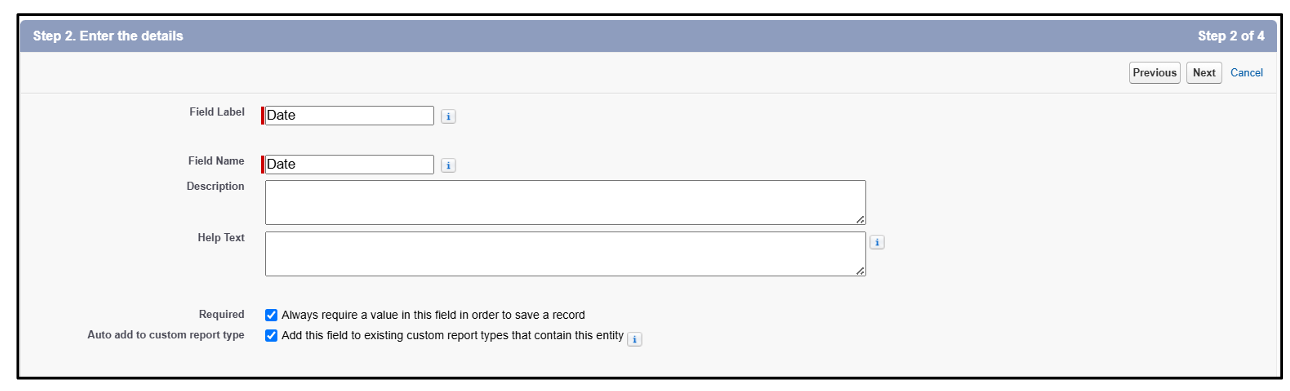 Step 2. Enter the details Step 2 of 4
Previous Next Cancel
Field Label Date i
Field Name Date i
Description
Help Text i
Required Always require a value in this field in order to save a record
Auto add to custom report type Add this field to existing custom report types that contain this entity i